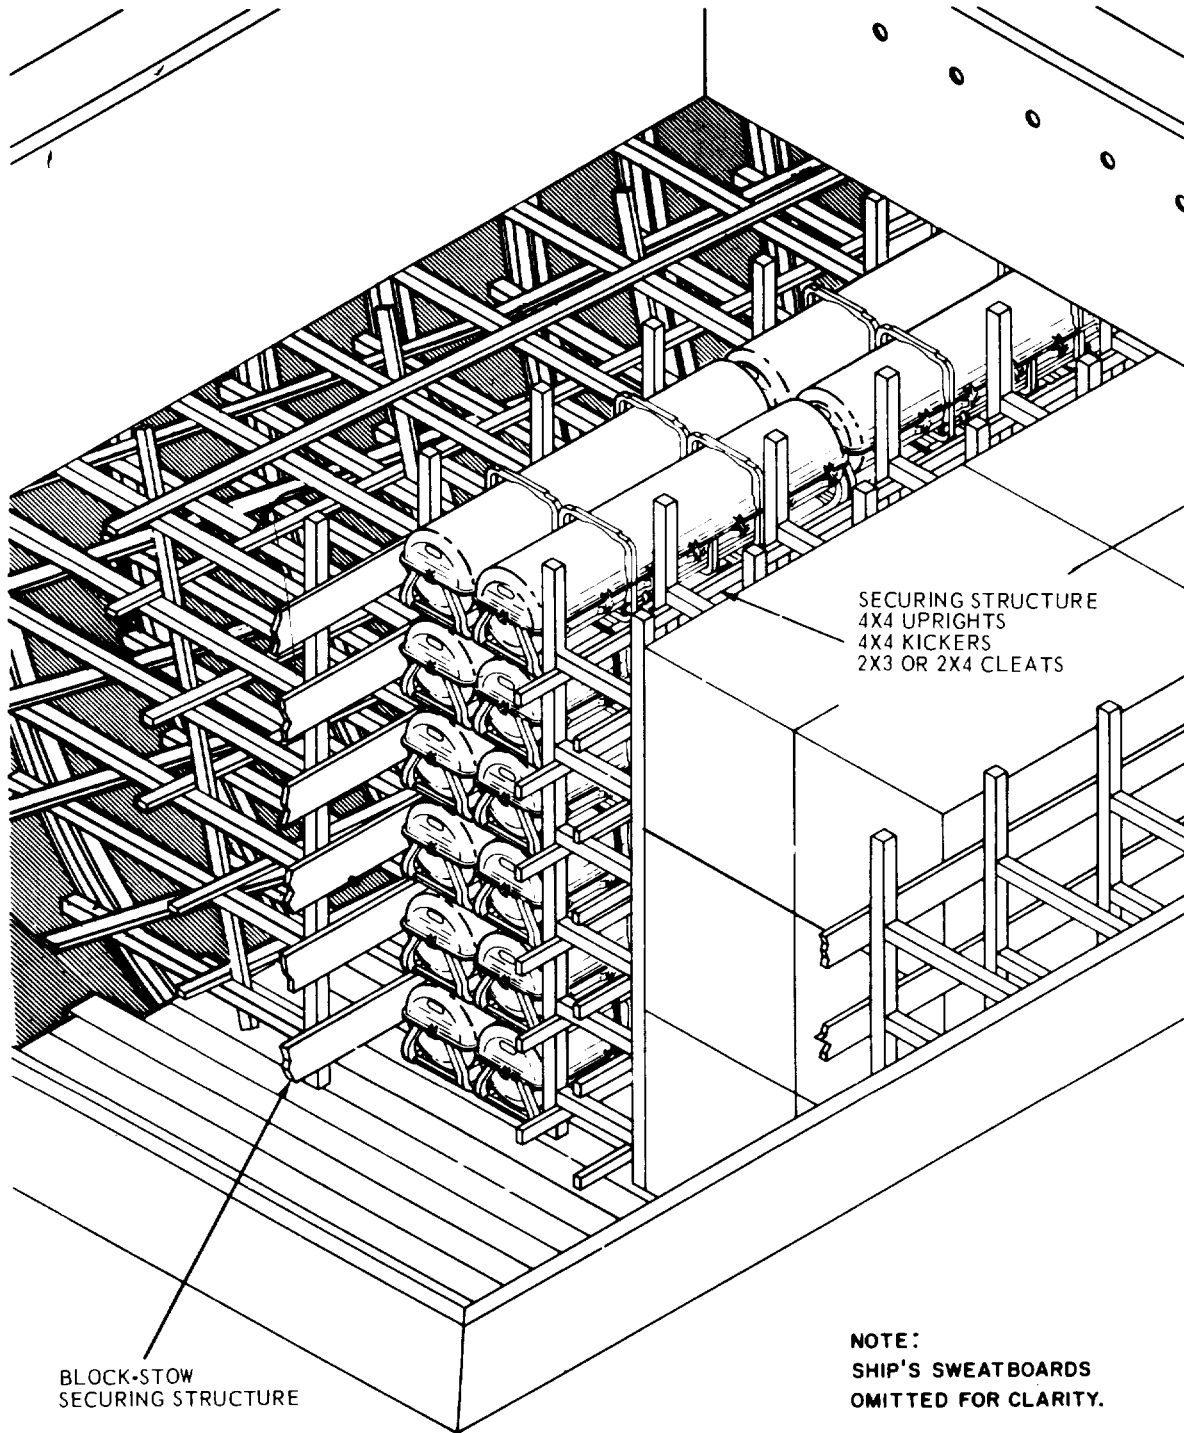 SECURING STRUCTURE
4X4 UPRIGHTS
4X4 KICKERS
2X3 OR 2X4 CLEATS
BLOCK-STOW
SECURING STRUCTURE
NOTE:
SHIP'S SWEATBOARDS
OMITTED FOR CLARITY.